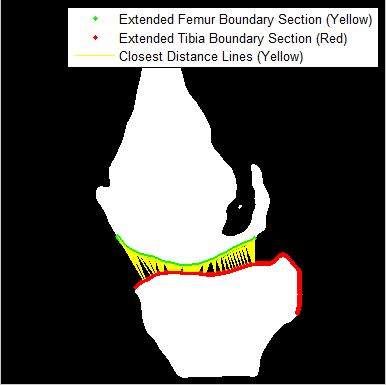 Extended Femur Boundary Section (Yellow)
Extended Tibia Boundary Section (Red)
Closest Distance Lines (Yellow)